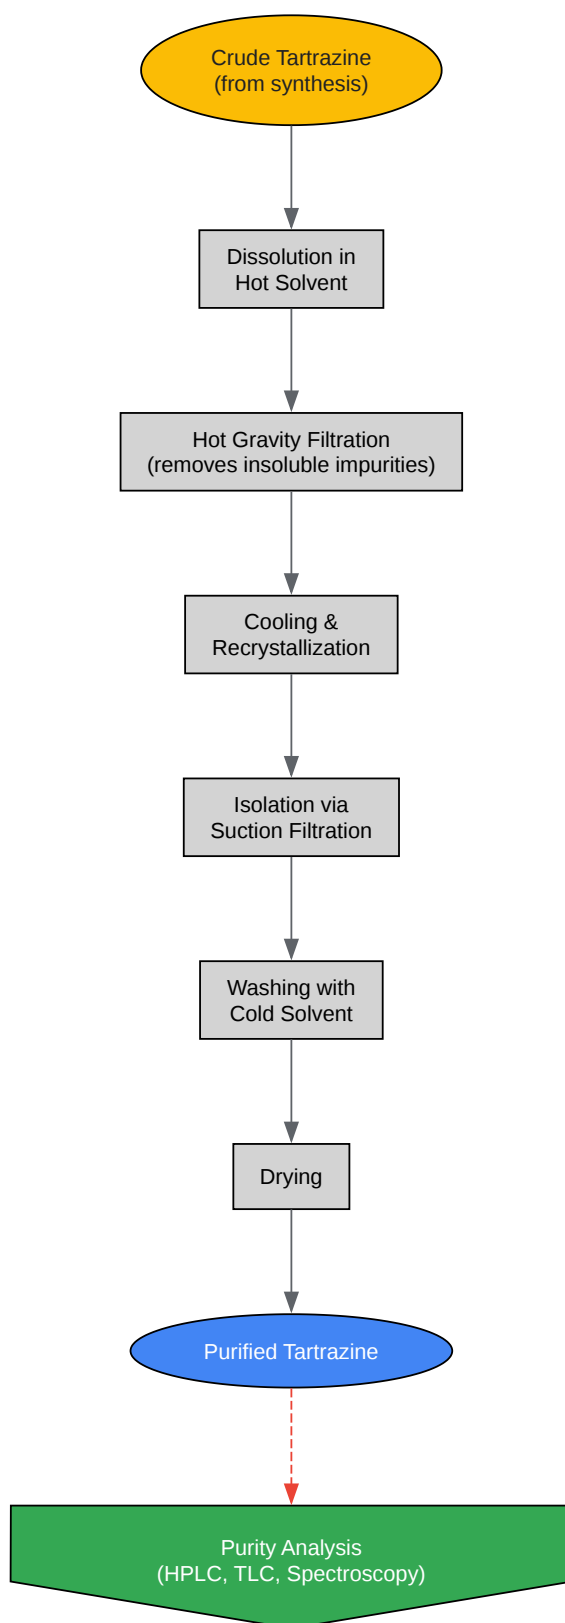 Crude Tartrazine
(from synthesis)
Dissolution in
Hot Solvent
Hot Gravity Filtration
(removes insoluble impurities)
Cooling &
Recrystallization
Isolation via
Suction Filtration
Washing with
Cold Solvent
Drying
Purified Tartrazine
Purity Analysis
(HPLC, TLC, Spectroscopy)